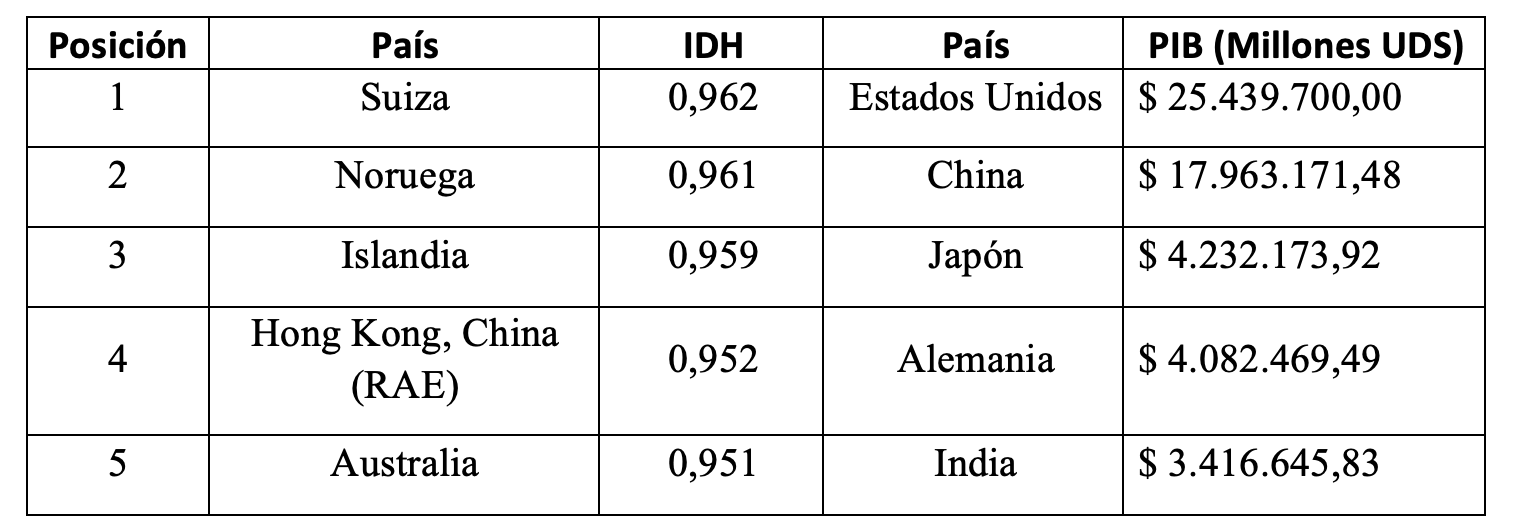 Posición País IDH País PIB (Millones UDS)
1 Suiza 0,962 Estados Unidos $ 25.439.700,00
2 Noruega 0,961 China $ 17.963.171,48
3 Islandia 0,959 Japón $ 4.232.173,92
4 Hong Kong, China (RAE) 0,952 Alemania $ 4.082.469,49
5 Australia 0,951 India $ 3.416.645,83